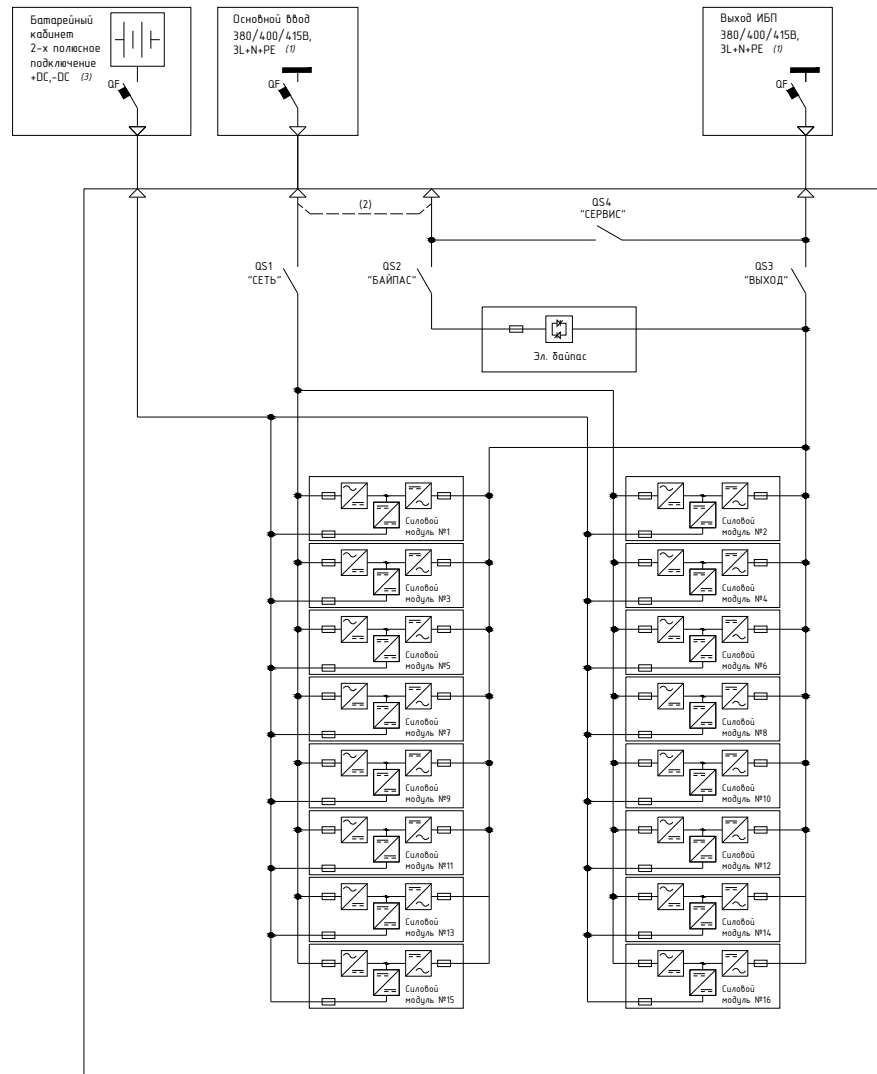 Батарейный
кабинет
2-х полюсное
подключение
+DC,-DC (3)
QF
Основной ввод
380/400/415В,
3L+N+PE (1)
QF
Выход ИБП
380/400/415В,
3L+N+PE (1)
QF
(2)
QS4
"СЕРВИС"
QS1
"СЕТЬ"
QS2
"БАЙПАС"
QS3
"ВЫХОД"
Эл. байпас
Силовой
модуль №1
Силовой
модуль №2
Силовой
модуль №3
Силовой
модуль №4
Силовой
модуль №5
Силовой
модуль №6
Силовой
модуль №7
Силовой
модуль №8
Силовой
модуль №9
Силовой
модуль №10
Силовой
модуль №11
Силовой
модуль №12
Силовой
модуль №13
Силовой
модуль №14
Силовой
модуль №15
Силовой
модуль №16